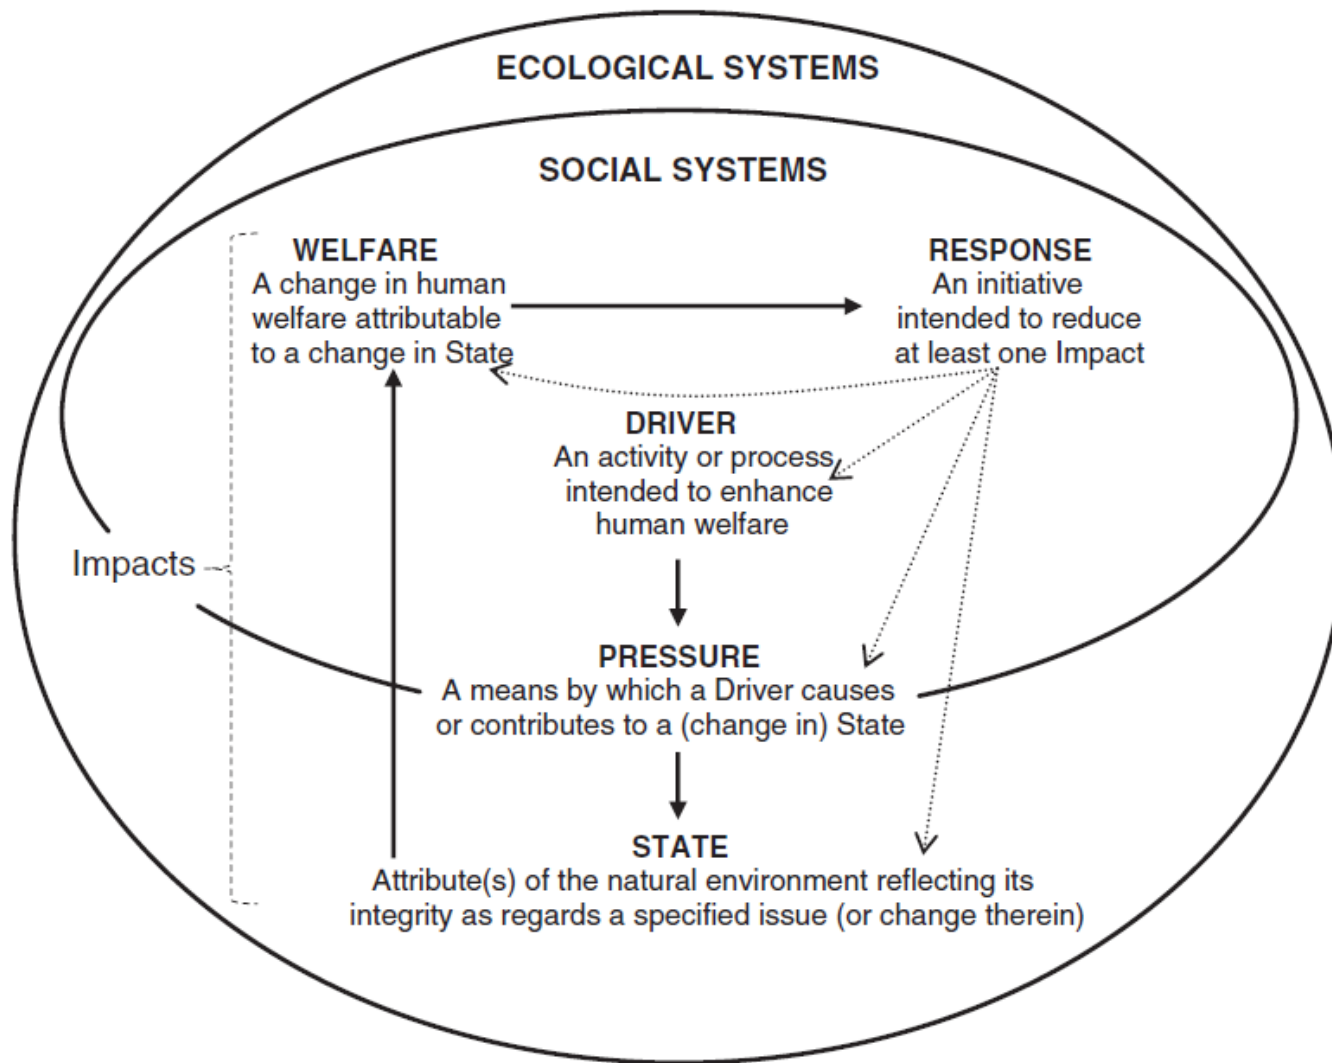 ECOLOGICAL SYSTEMS
SOCIAL SYSTEMS
WELFARE
A change in human
welfare attributable
to a change in State
RESPONSE
An initiative
intended to reduce
at least one Impact
DRIVER
An activity or process
intended to enhance
human welfare
Impacts
PRESSURE
A means by which a Driver causes
or contributes to a (change in) State
STATE
Attribute(s) of the natural environment reflecting its
integrity as regards a specified issue (or change therein)